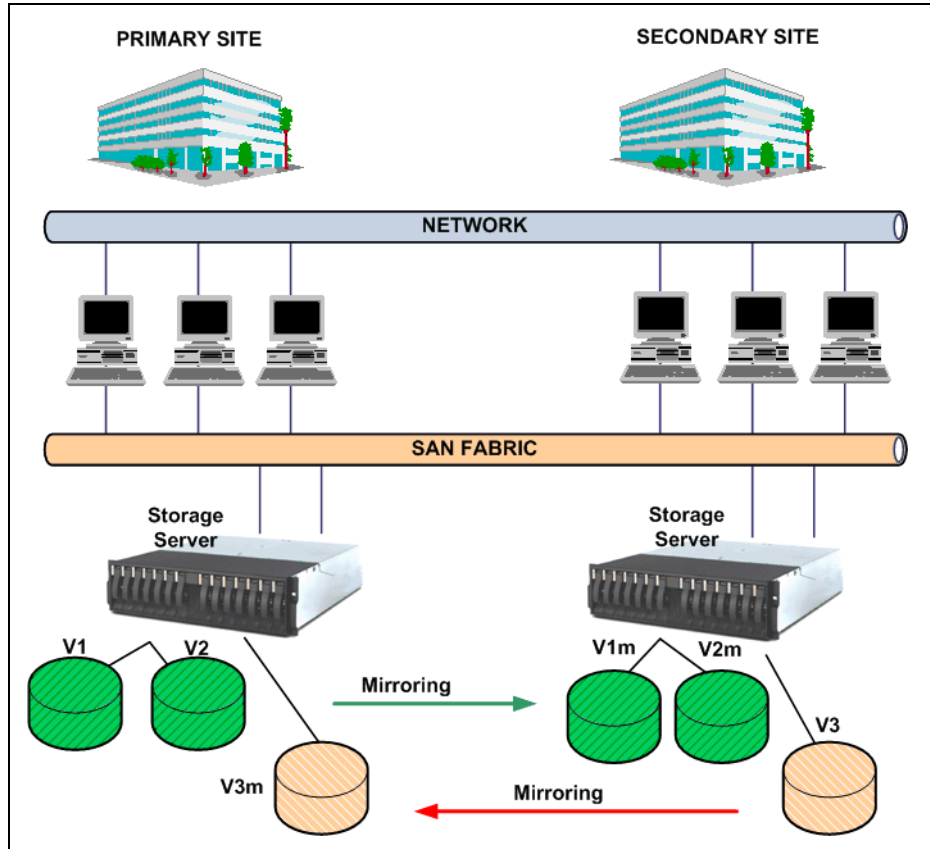 PRIMARY SITE
SECONDARY SITE
NETWORK
SAN FABRIC
Storage
Server
Storage
Server
V1
V2
V1m
V2m
Mirroring
V3
V3m
Mirroring